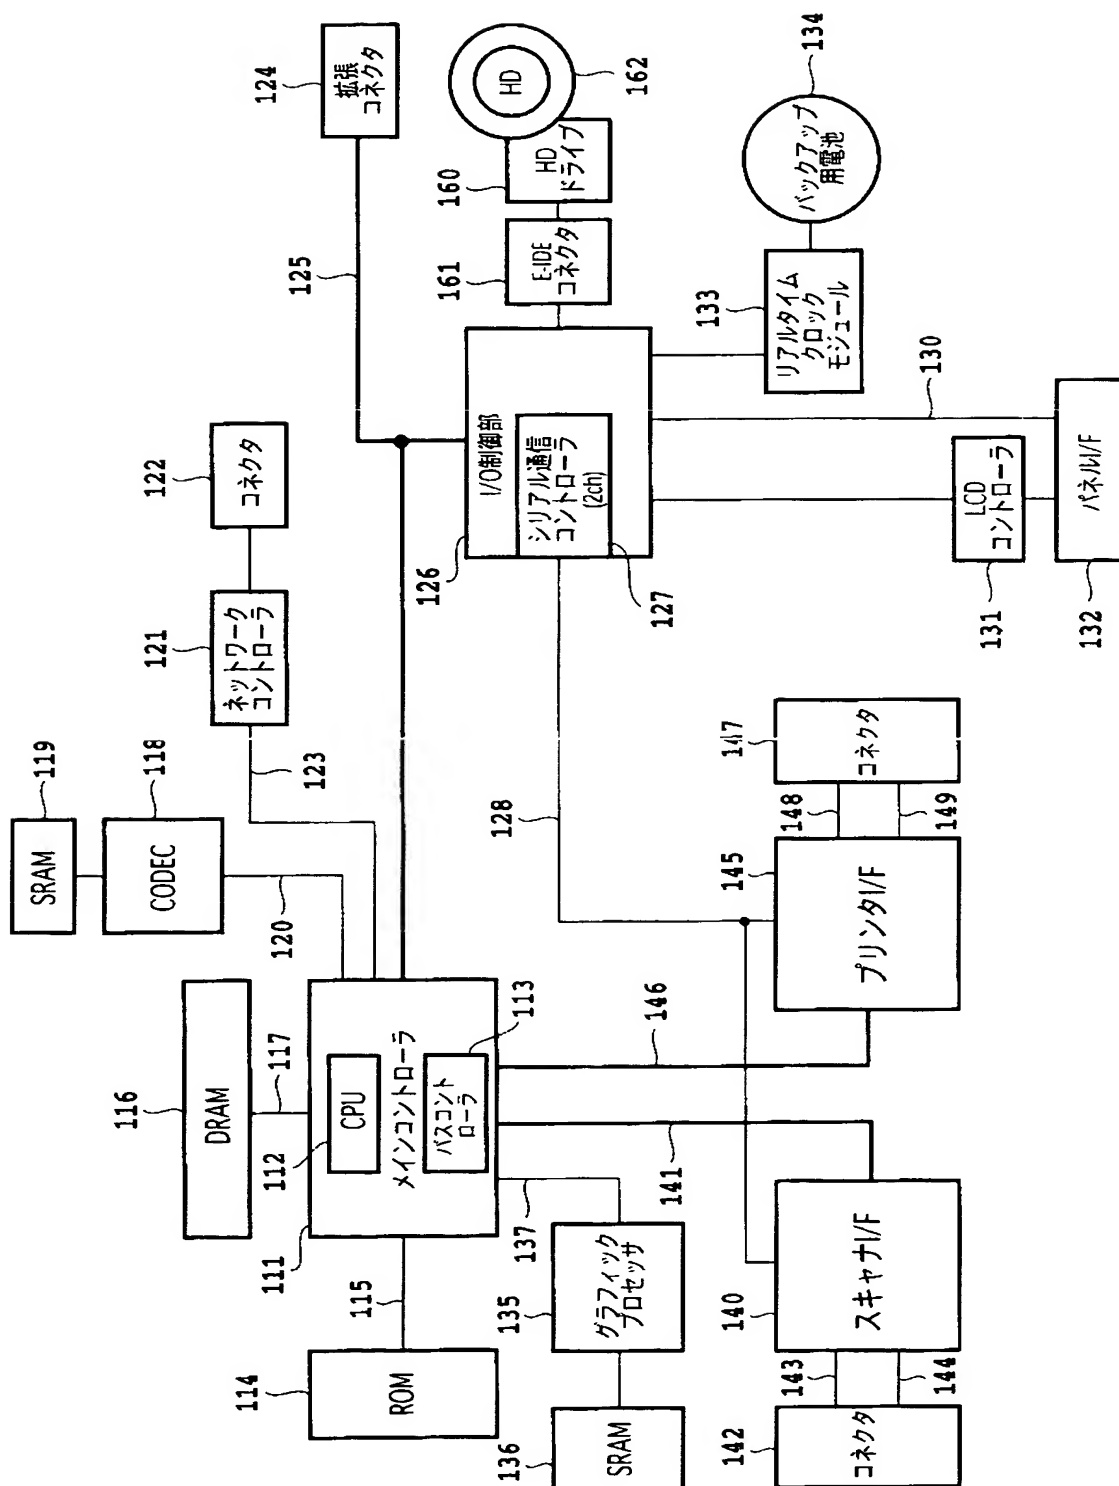 142
コネクタ
143
144
140
スキャナI/F
136
SRAM
135
グラフィック
プロセッサ
137
141
114
ROM
115
111
112
CPU
メインコントローラ
バスコント
ローラ
113
116
DRAM
117
146
119
SRAM
118
CODEC
120
123
121
ネットワーク
コントローラ
122
コネクタ
145
プリンタI/F
148
149
147
コネクタ
128
126
I/O制御部
シリアル通信
コントローラ
(2ch)
127
125
124
拡張
コネクタ
161
E-IDE
コネクタ
160
HD
ドライブ
HD
162
131
LCD
コントローラ
132
パネルI/F
130
133
リアルタイム
クロック
モジュール
134
バックアップ
用電池